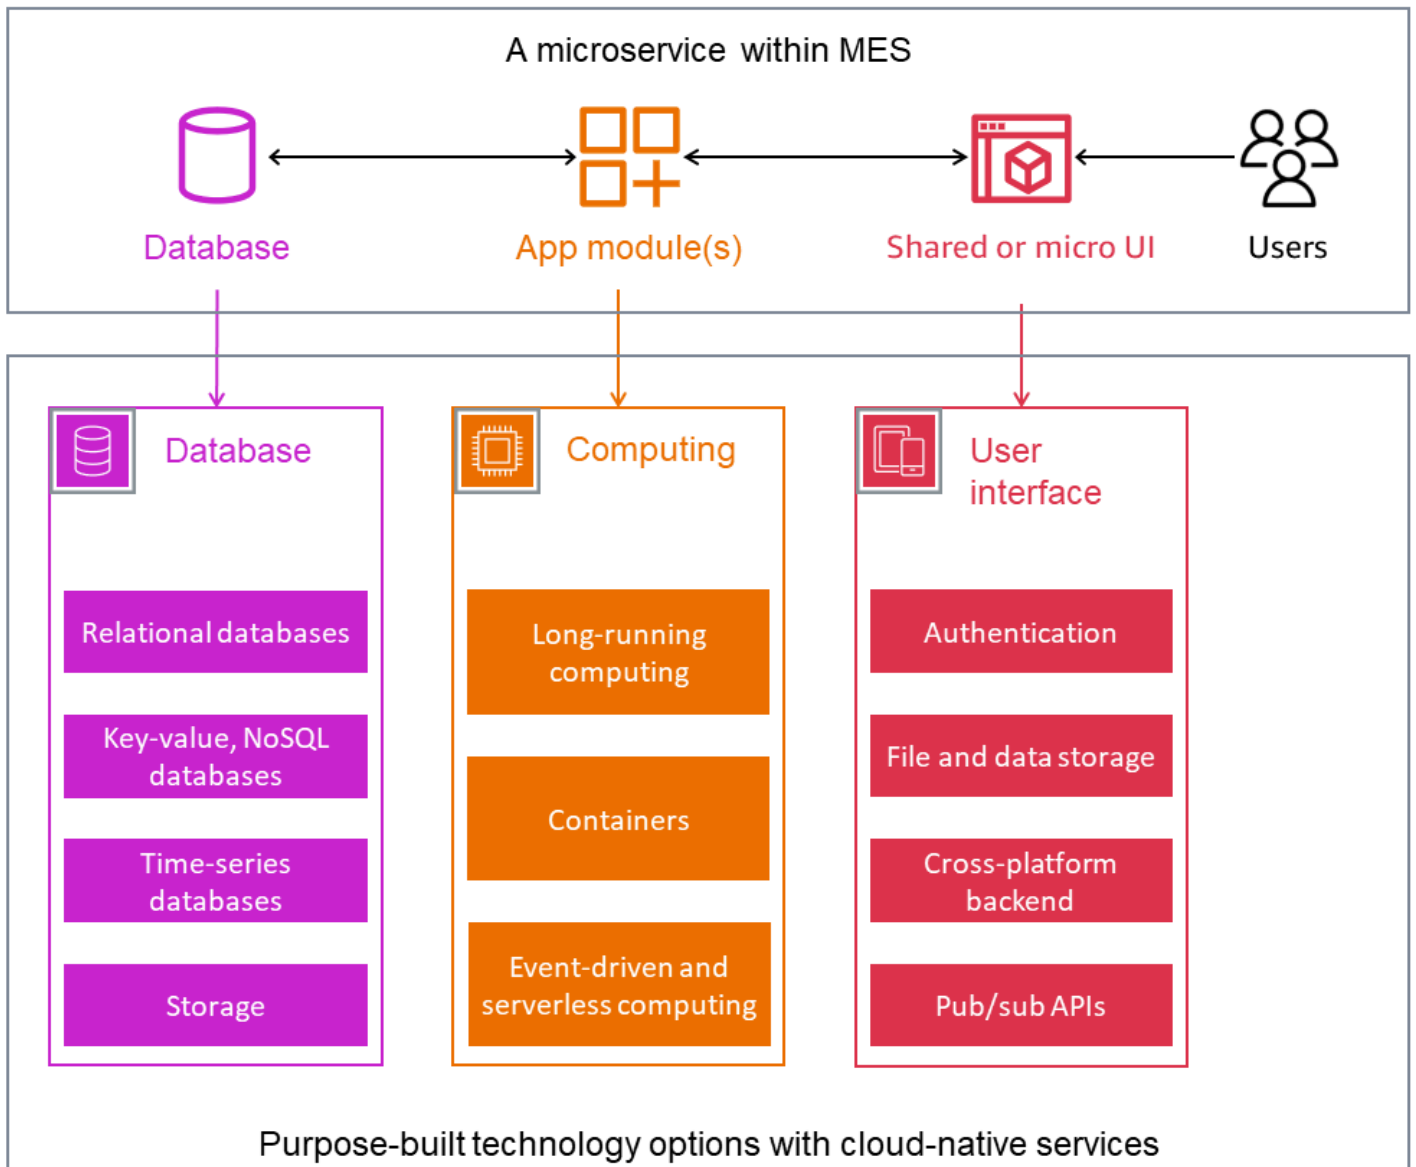 A microservice within MES
Database
App module(s)
Shared or micro UI
Users
Database
Computing
User
interface
Relational databases
Key-value, NoSQL
databases
Time-series
databases
Storage
Long-running
computing
Containers
Event-driven and
serverless computing
Authentication
File and data storage
Cross-platform
backend
Pub/sub APIs
Purpose-built technology options with cloud-native services